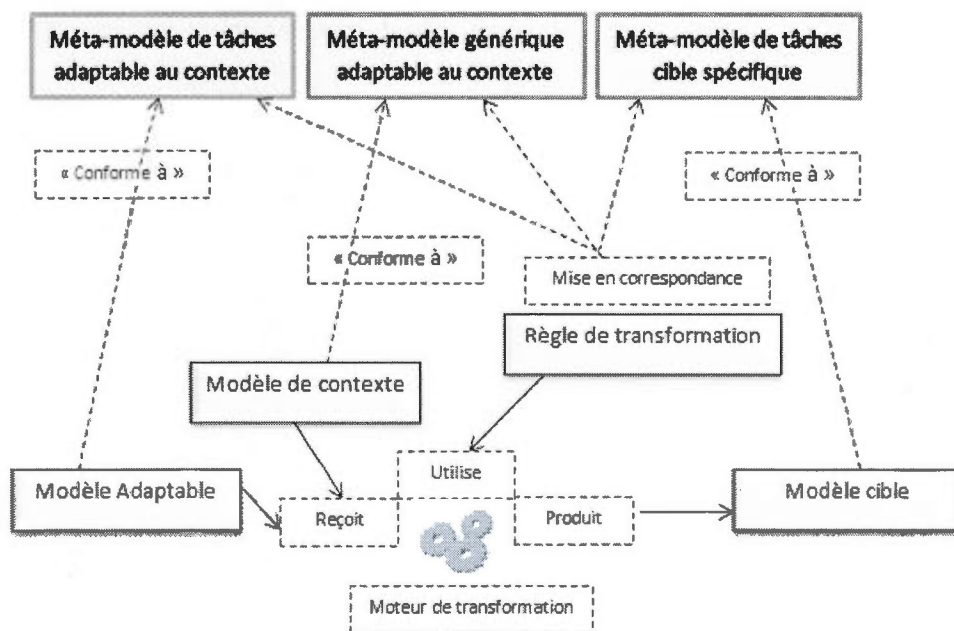 Méta-modèle de tâches
adaptable au contexte
Méta-modèle générique
adaptable au contexte
Méta-modèle de tâches
cible spécifique
« Conforme à »
« Conforme à »
« Conforme à »
Mise en correspondance
Règle de transformation
Modèle de contexte
Utilise
Modèle Adaptable
Reçoit
Produit
Modèle cible
Moteur de transformation